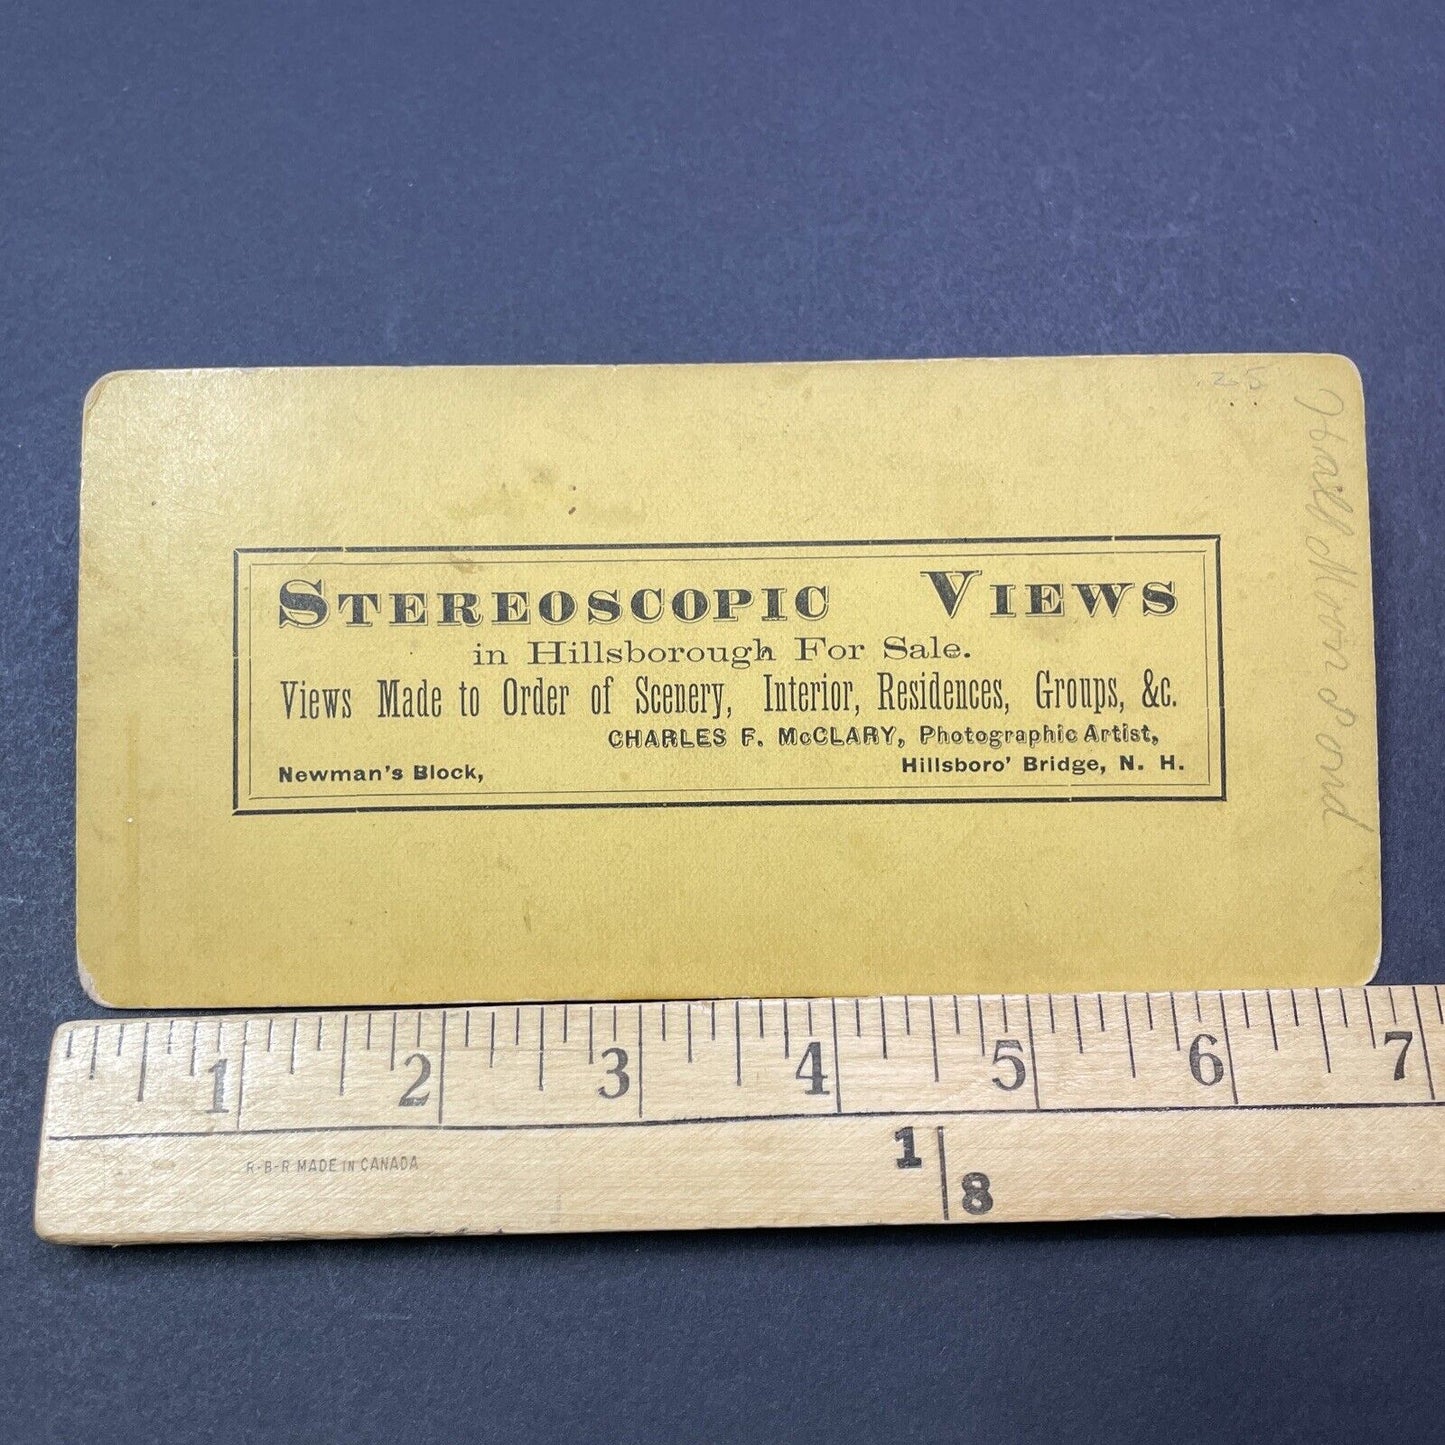 STEREOSCOPIC VIEWS
in Hillsborough For Sale.
Views Made to Order of Scenery, Interior, Residences, Groups, &c.
CHARLES F. McCLARY, Photographic Artist,
Newman's Block,
Hillsboro' Bridge, N. H.
.25
Pond
1 2 3 4 5 6 7
R-B-R MADE IN CANADA
1 8